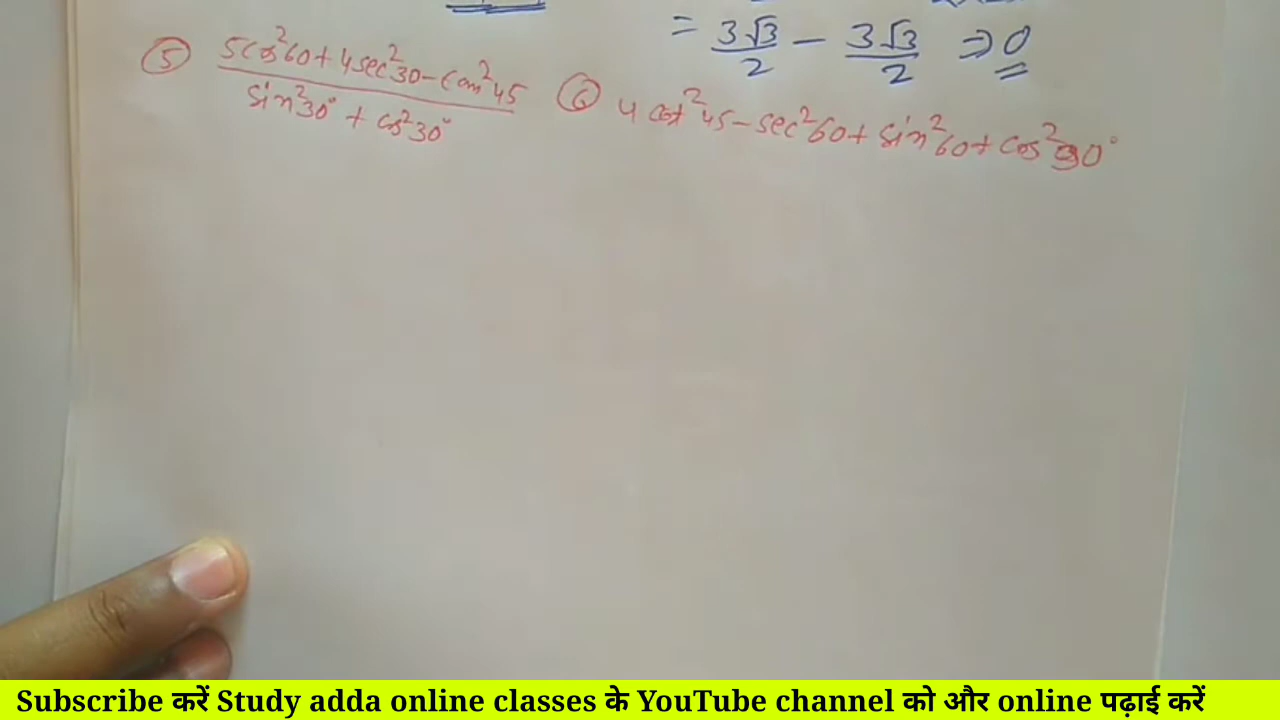 = 3√3/2 - 3√3/2 ⇒ 0
⑤ 5cos²60+4sec²30-tan²45 / sin²30° + cos²30°
⑥ 4 cot²45-sec²60+sin²60+cos²90°
Subscribe करें Study adda online classes के YouTube channel को और online पढ़ाई करें